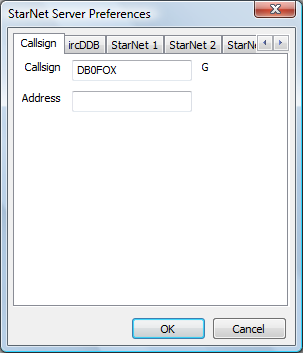 StarNet Server Preferences
Callsign ircDDB StarNet 1 StarNet 2 StarNe
Callsign DB0FOX G
Address
OK Cancel